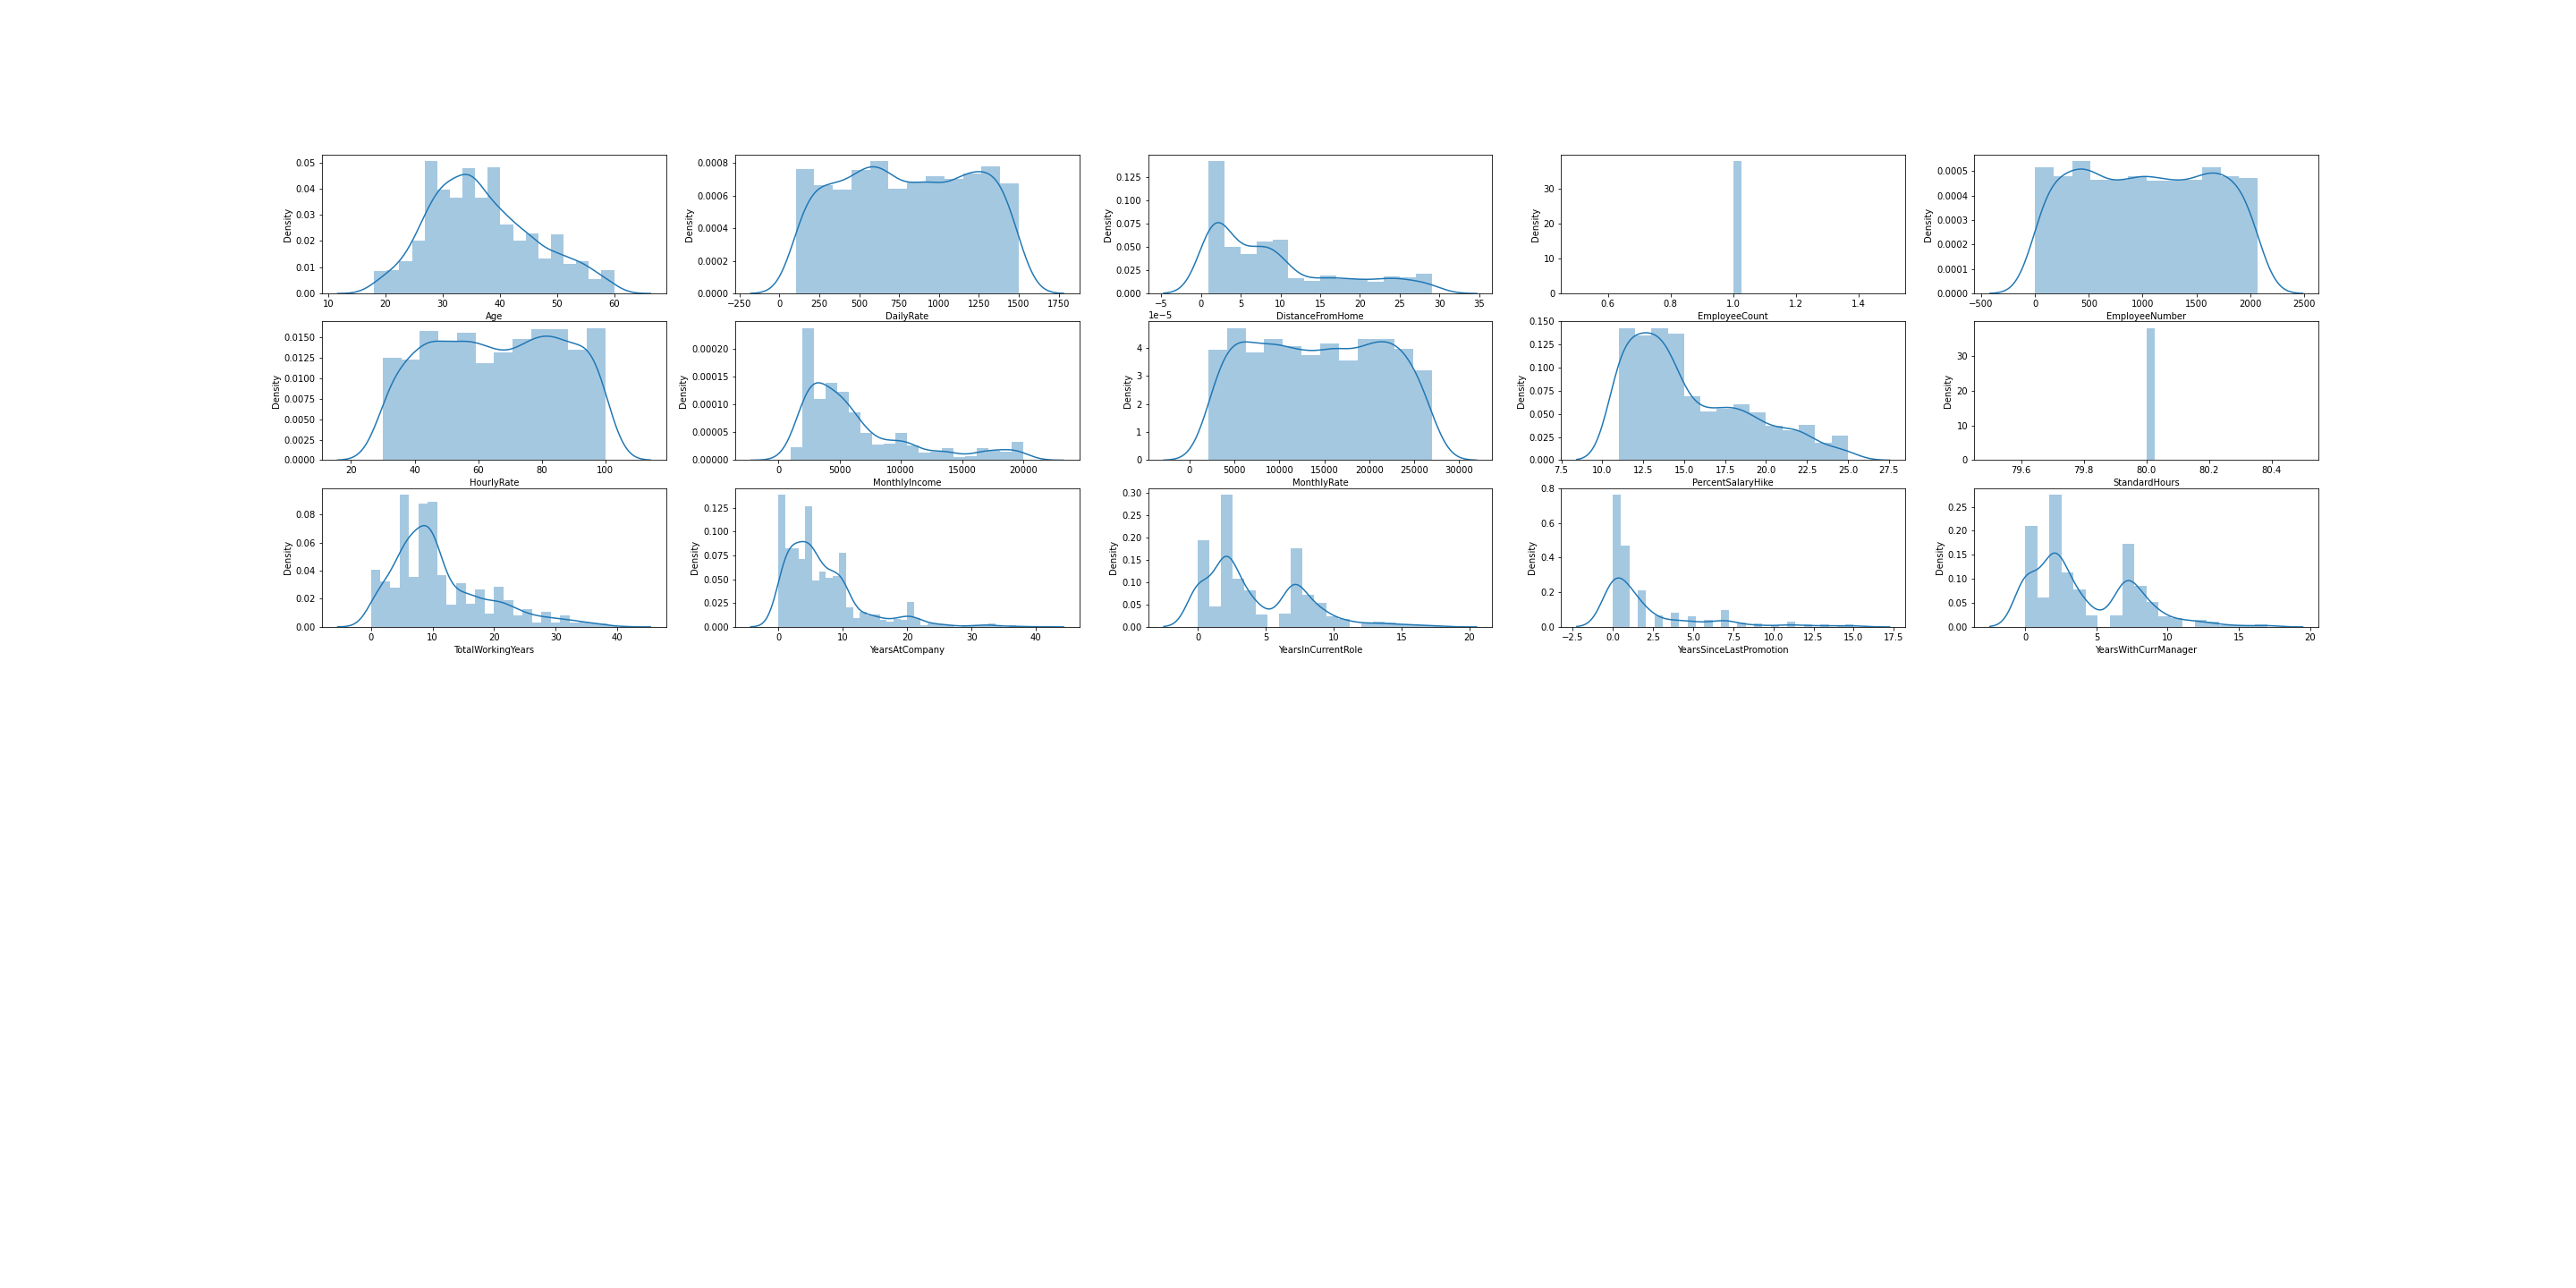 0.05
0.04
0.03
0.02
0.01
0.00
Density
10 20 30 40 50 60
Age
0.0008
0.0006
0.0004
0.0002
0.0000
Density
−250 0 250 500 750 1000 1250 1500 1750
DailyRate
0.125
0.100
0.075
0.050
0.025
0.000
Density
−5 0 5 10 15 20 25 30 35
DistanceFromHome
30
20
10
0
Density
0.6 0.8 1.0 1.2 1.4
EmployeeCount
0.0005
0.0004
0.0003
0.0002
0.0001
0.0000
Density
−500 0 500 1000 1500 2000 2500
EmployeeNumber
0.0150
0.0125
0.0100
0.0075
0.0050
0.0025
0.0000
Density
20 40 60 80 100
HourlyRate
0.00020
0.00015
0.00010
0.00005
0.00000
Density
0 5000 10000 15000 20000
MonthlyIncome
1e−5
4
3
2
1
0
Density
0 5000 10000 15000 20000 25000 30000
MonthlyRate
0.150
0.125
0.100
0.075
0.050
0.025
0.000
Density
7.5 10.0 12.5 15.0 17.5 20.0 22.5 25.0 27.5
PercentSalaryHike
30
20
10
0
Density
79.6 79.8 80.0 80.2 80.4
StandardHours
0.08
0.06
0.04
0.02
0.00
Density
0 10 20 30 40
TotalWorkingYears
0.125
0.100
0.075
0.050
0.025
0.000
Density
0 10 20 30 40
YearsAtCompany
0.30
0.25
0.20
0.15
0.10
0.05
0.00
Density
0 5 10 15 20
YearsInCurrentRole
0.8
0.6
0.4
0.2
0.0
Density
−2.5 0.0 2.5 5.0 7.5 10.0 12.5 15.0 17.5
YearsSinceLastPromotion
0.25
0.20
0.15
0.10
0.05
0.00
Density
0 5 10 15 20
YearsWithCurrManager